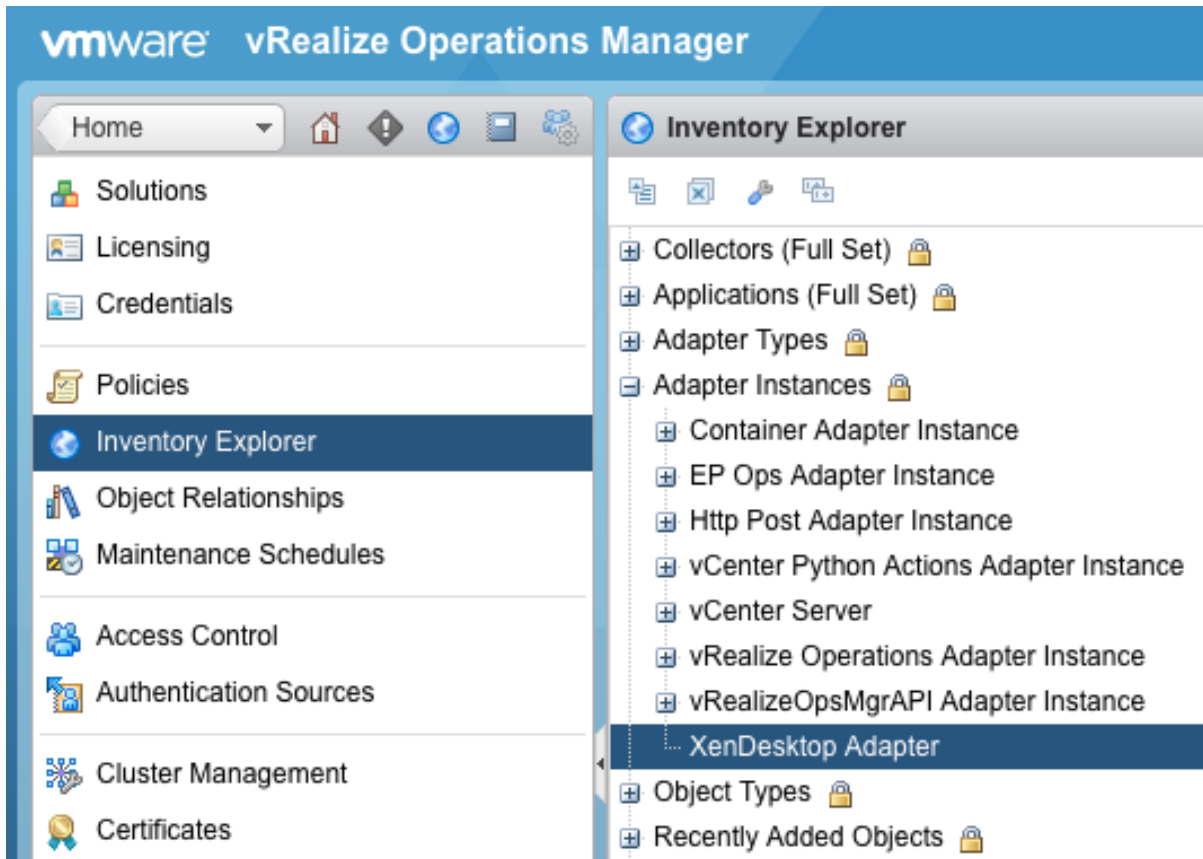 vmware vRealize Operations Manager
Home
Solutions
Licensing
Credentials
Policies
Inventory Explorer
Object Relationships
Maintenance Schedules
Access Control
Authentication Sources
Cluster Management
Certificates
Inventory Explorer
Collectors (Full Set)
Applications (Full Set)
Adapter Types
Adapter Instances
Container Adapter Instance
EP Ops Adapter Instance
Http Post Adapter Instance
vCenter Python Actions Adapter Instance
vCenter Server
vRealize Operations Adapter Instance
vRealizeOpsMgrAPI Adapter Instance
XenDesktop Adapter
Object Types
Recently Added Objects